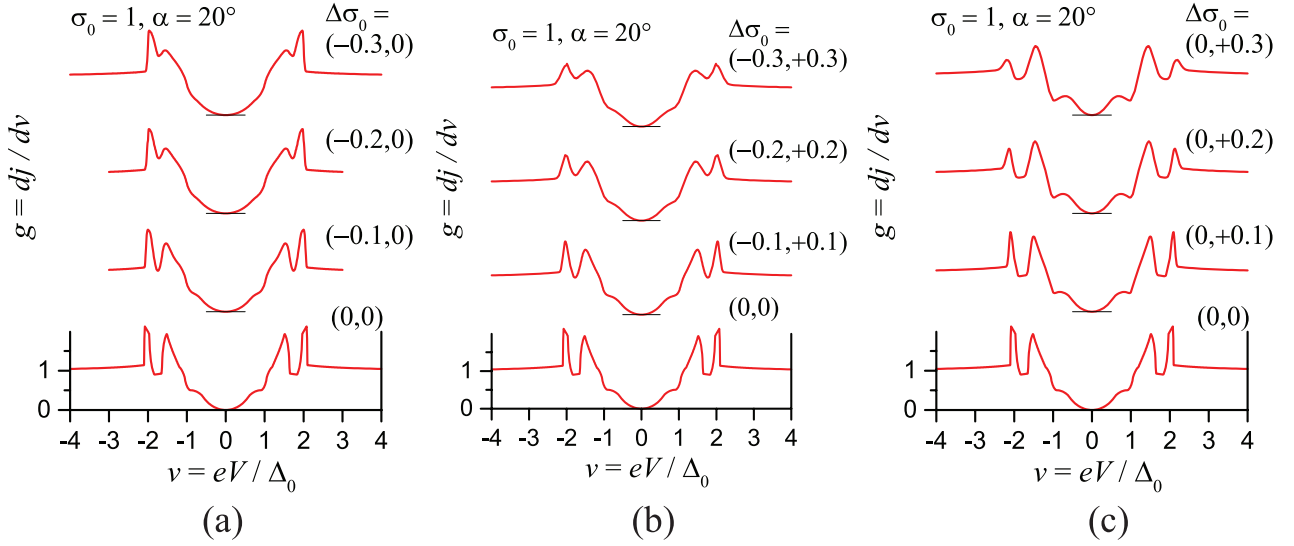 σ₀ = 1, α = 20°
Δσ₀ =
(−0.3,0)
(−0.2,0)
(−0.1,0)
(0,0)
g = dj / dv
1
0
-4 -3 -2 -1 0 1 2 3 4
v = eV / Δ₀
(a)
σ₀ = 1, α = 20°
Δσ₀ =
(−0.3,+0.3)
(−0.2,+0.2)
(−0.1,+0.1)
(0,0)
g = dj / dv
1
0
-4 -3 -2 -1 0 1 2 3 4
v = eV / Δ₀
(b)
σ₀ = 1, α = 20°
Δσ₀ =
(0,+0.3)
(0,+0.2)
(0,+0.1)
(0,0)
g = dj / dv
1
0
-4 -3 -2 -1 0 1 2 3 4
v = eV / Δ₀
(c)